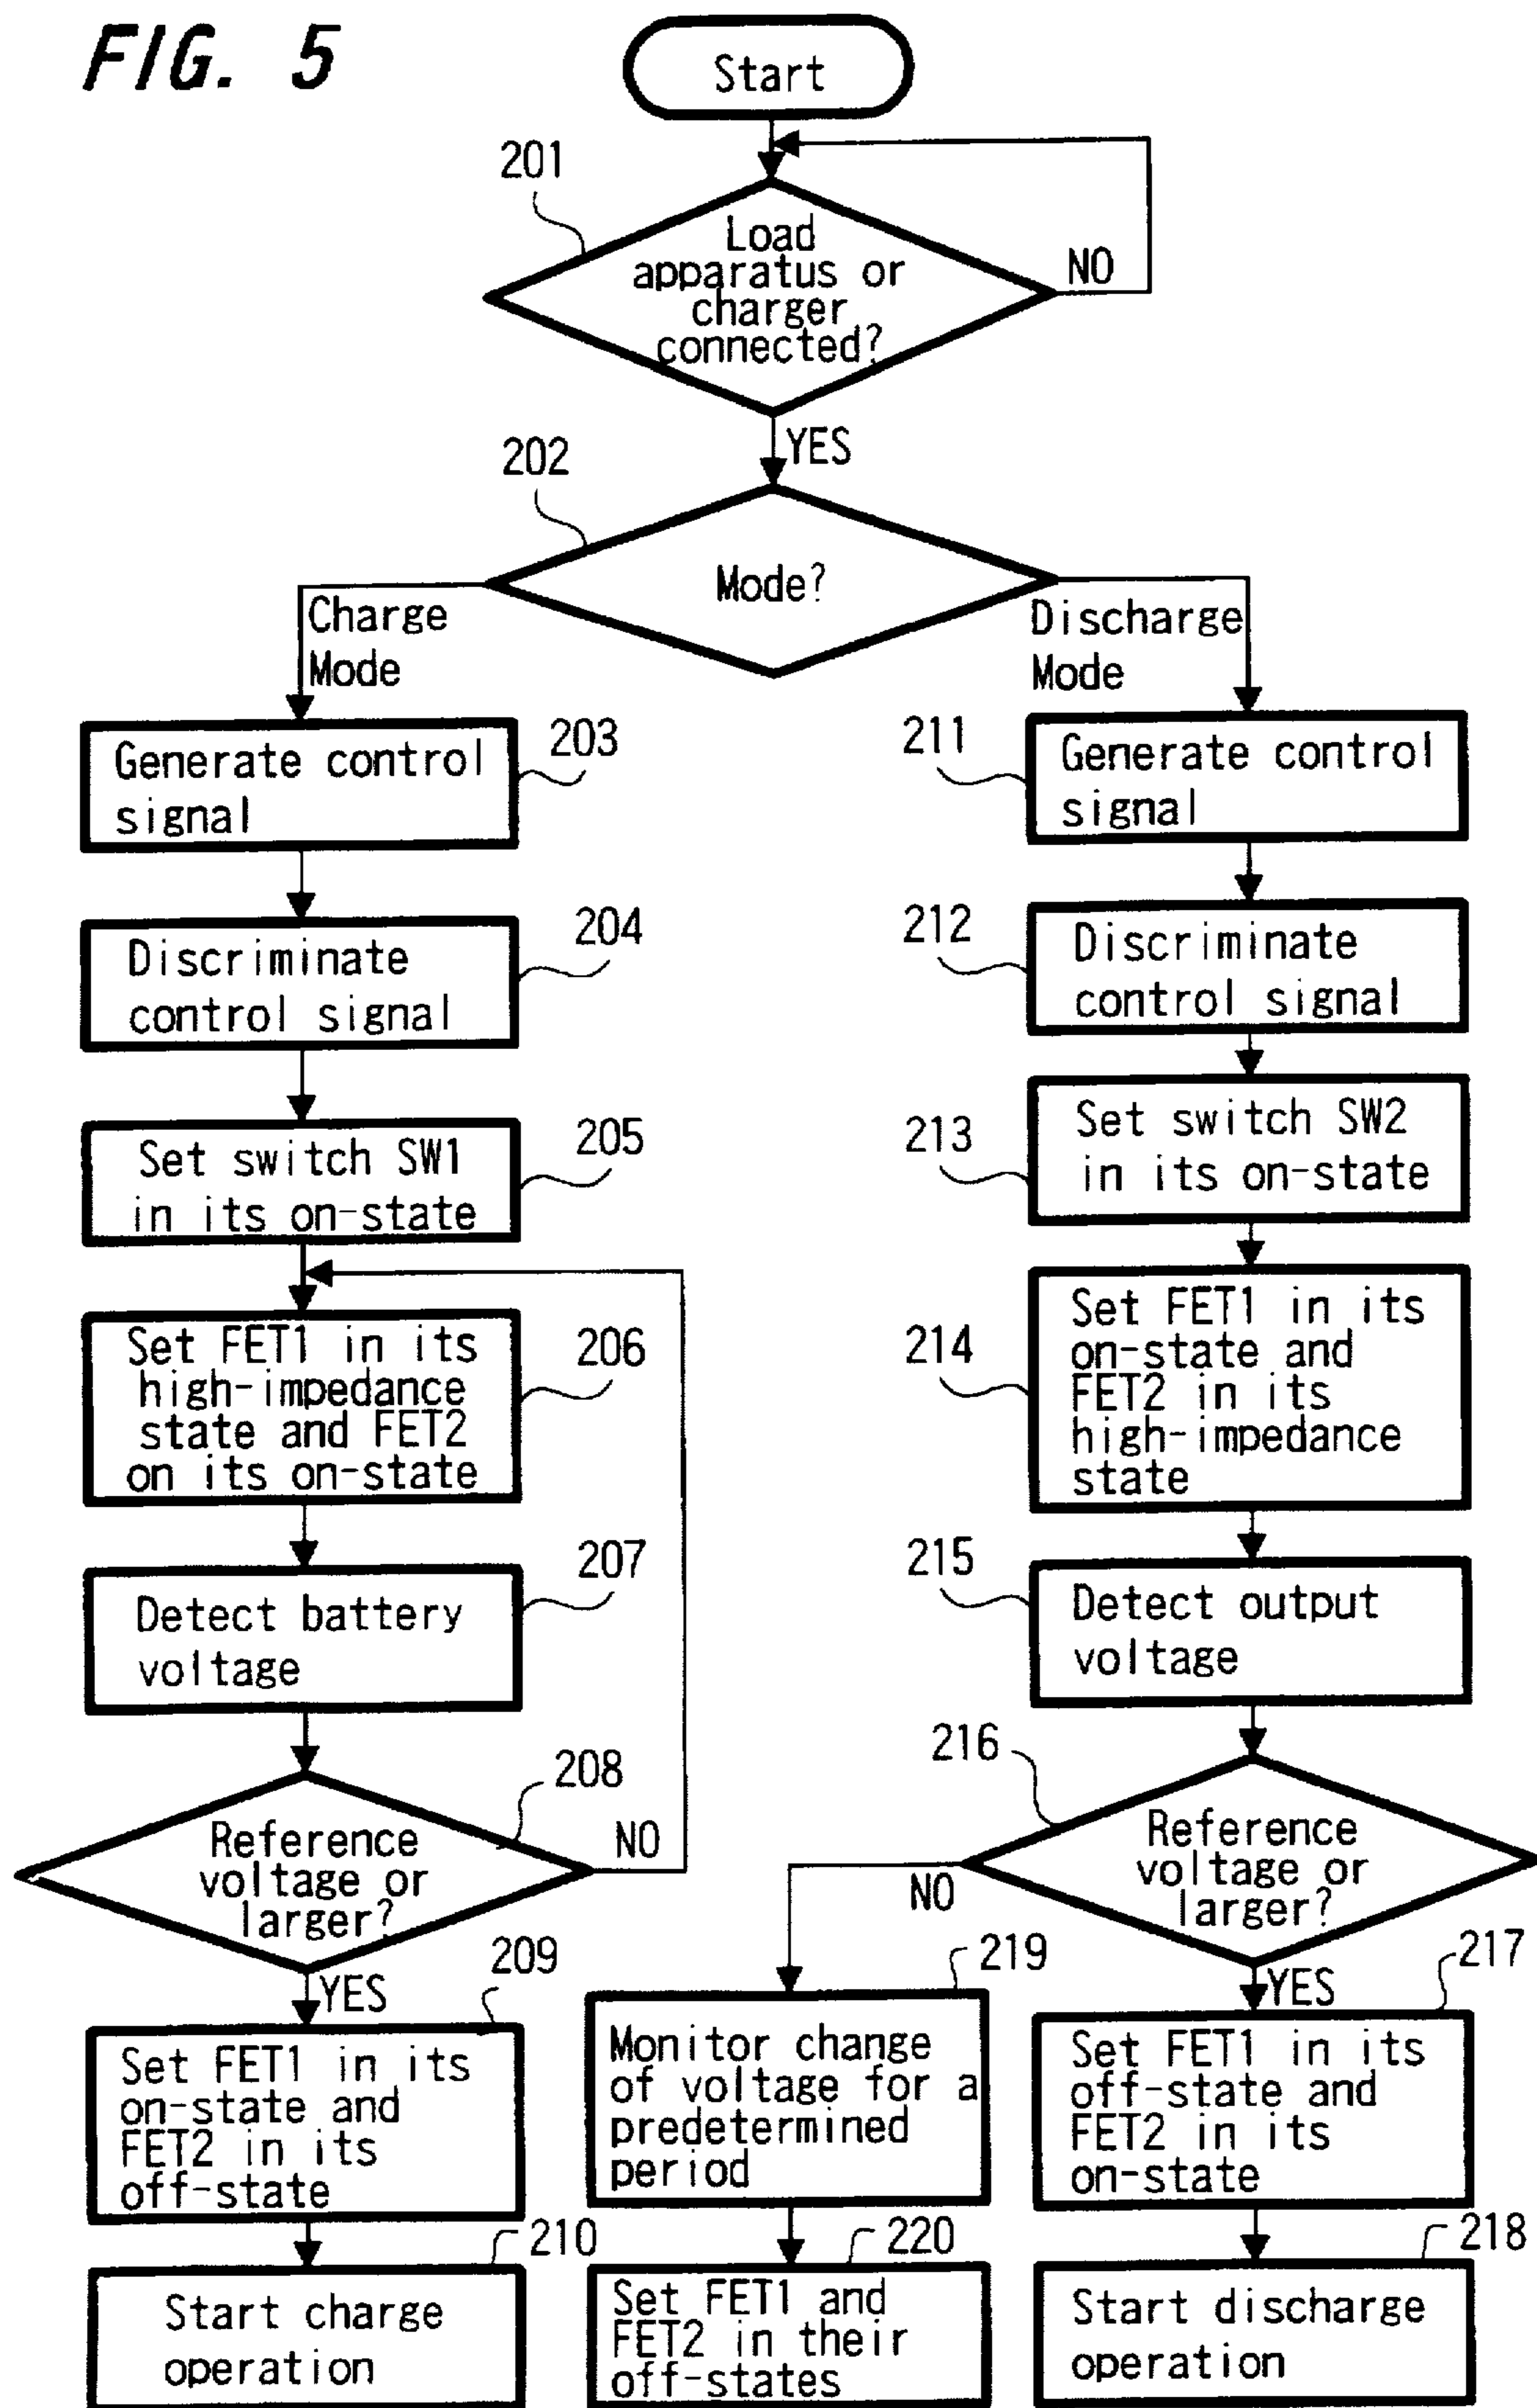 FIG. 5
Start
201
Load
apparatus or
charger
connected?
NO
YES
202
Mode?
Charge
Mode
Discharge
Mode
Generate control
signal
203
Discriminate
control signal
204
Set switch SW1
in its on-state
205
Set FET1 in its
high-impedance
state and FET2
on its on-state
206
Detect battery
voltage
207
208
Reference
voltage or
larger?
NO
YES
209
Set FET1 in its
on-state and
FET2 in its
off-state
210
Start charge
operation
211
Generate control
signal
212
Discriminate
control signal
213
Set switch SW2
in its on-state
214
Set FET1 in its
on-state and
FET2 in its
high-impedance
state
215
Detect output
voltage
216
Reference
voltage or
larger?
NO
YES
219
Monitor change
of voltage for a
predetermined
period
220
Set FET1 and
FET2 in their
off-states
217
Set FET1 in its
off-state and
FET2 in its
on-state
218
Start discharge
operation